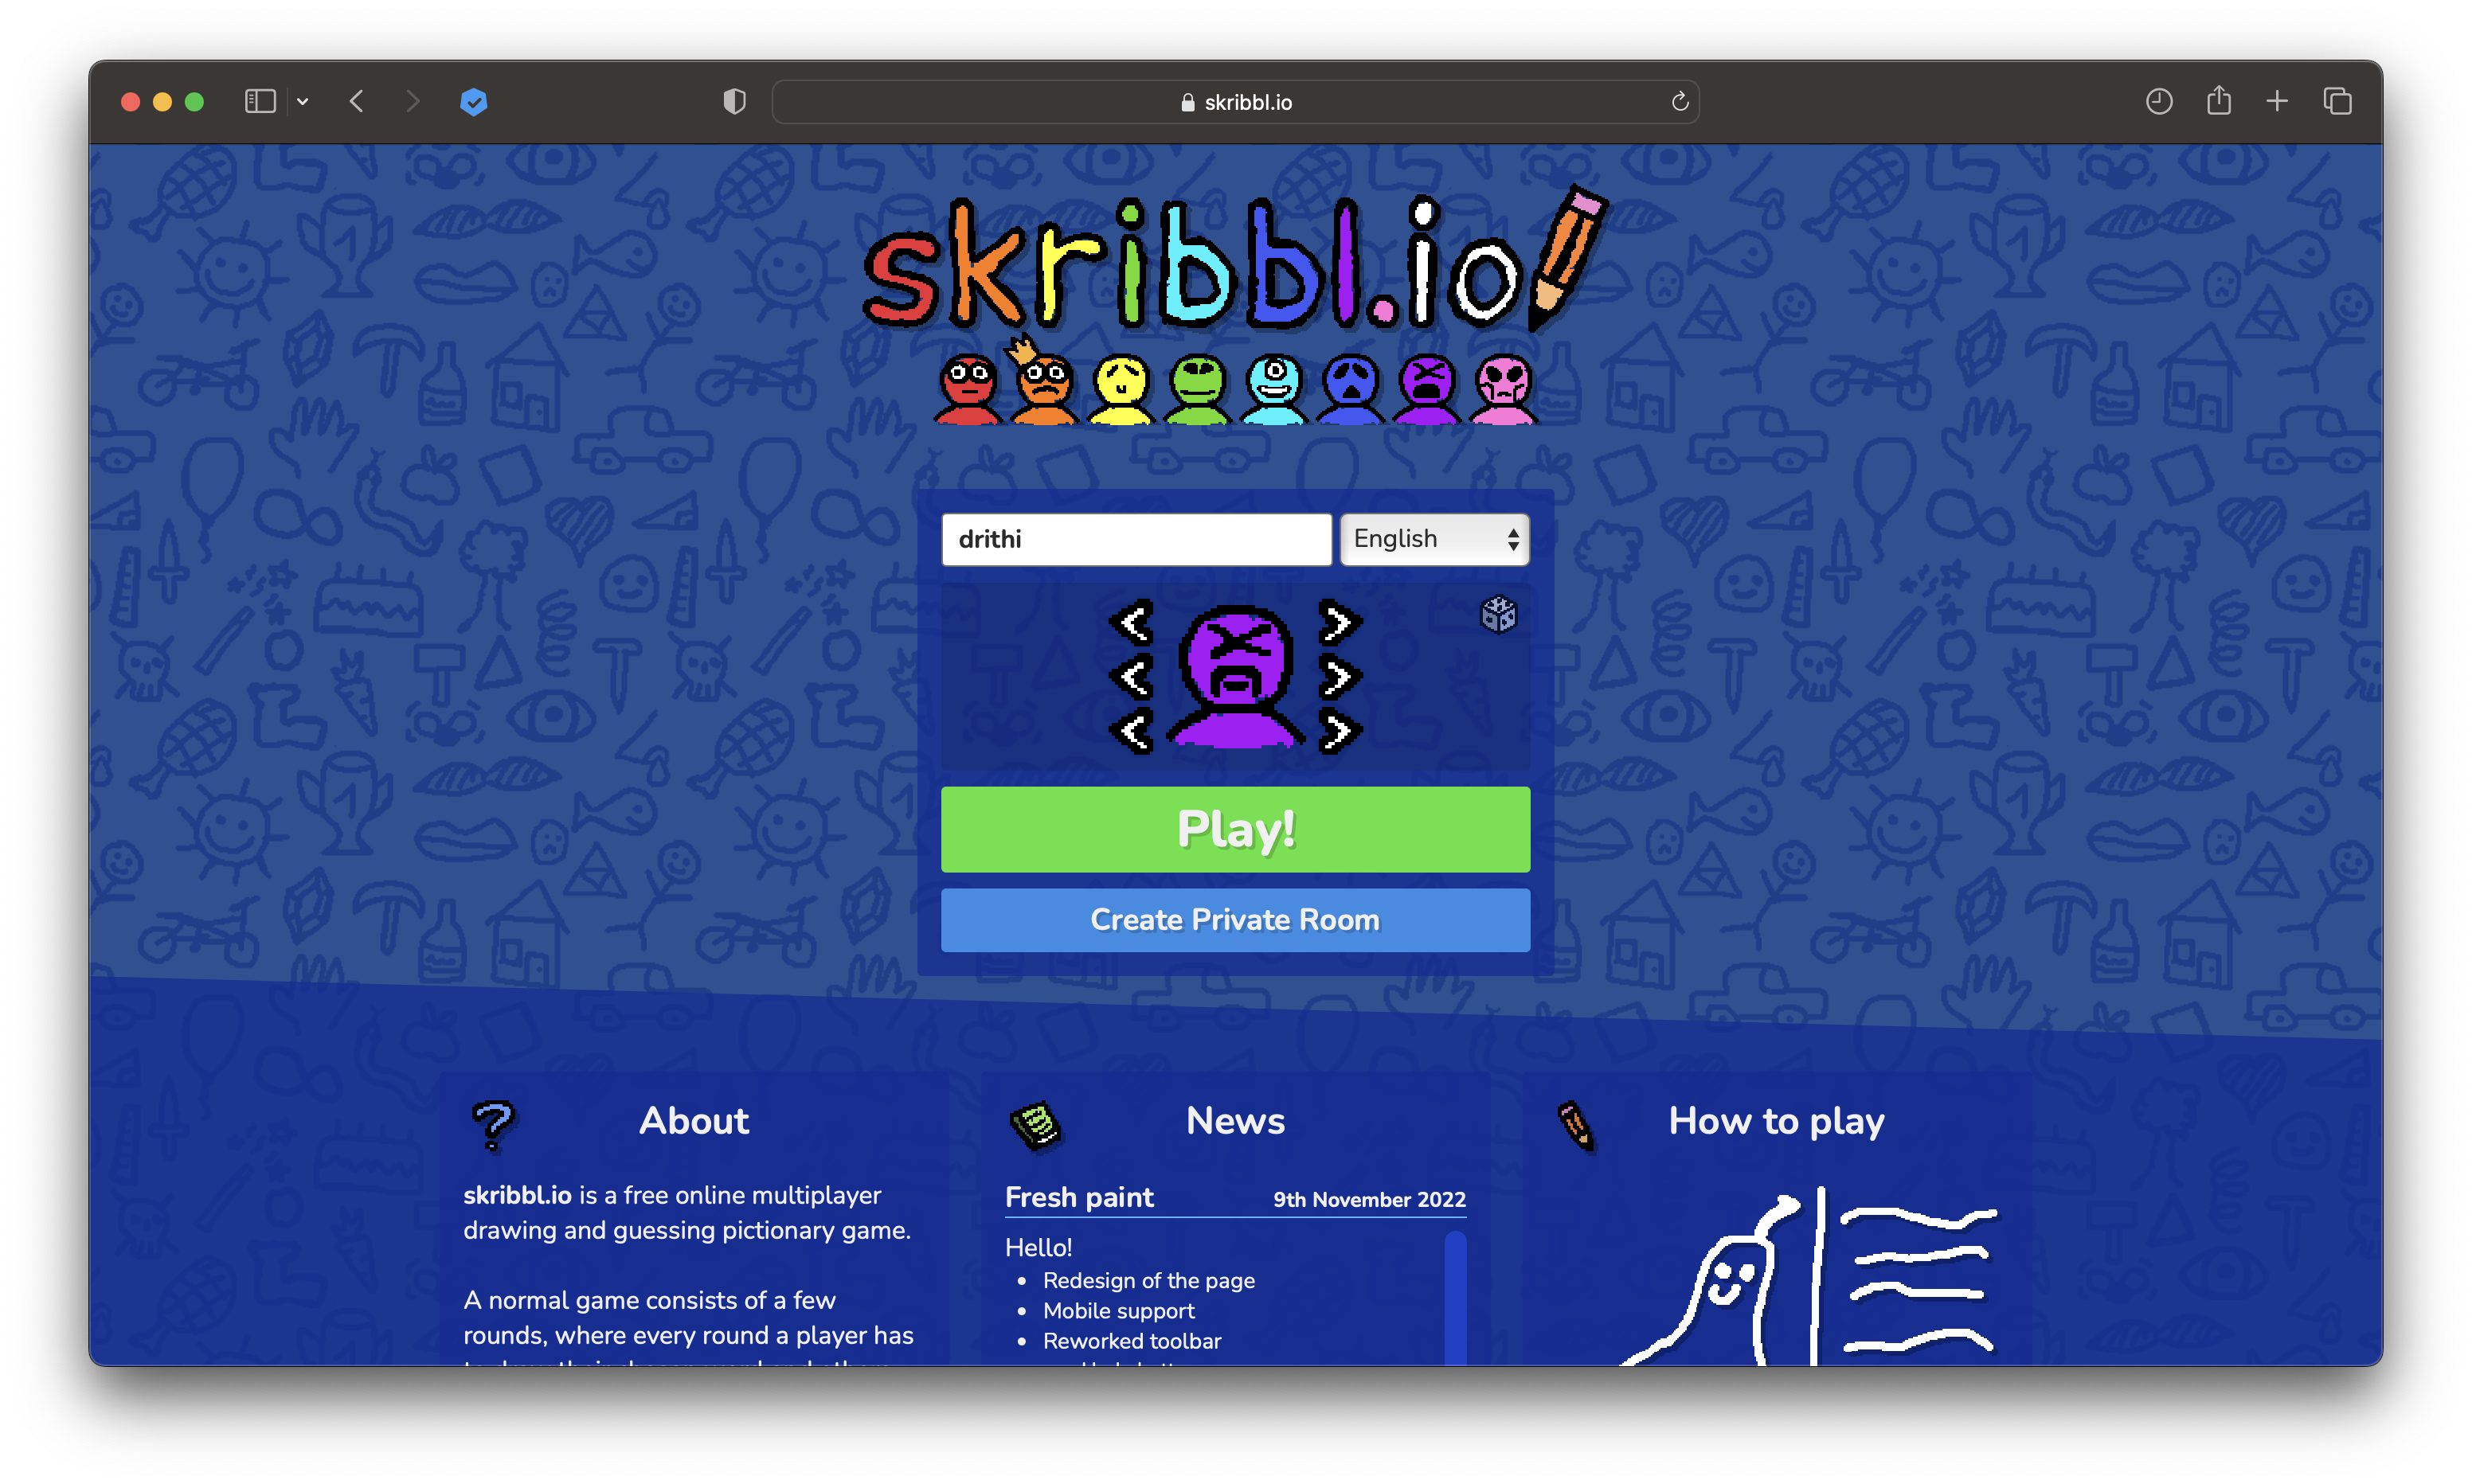 skribbl.io
skribbl.io
drithi
English
Play!
Create Private Room
About
skribbl.io is a free online multiplayer
drawing and guessing pictionary game.
A normal game consists of a few
rounds, where every round a player has
News
Fresh paint 9th November 2022
Hello!
Redesign of the page
Mobile support
Reworked toolbar
How to play